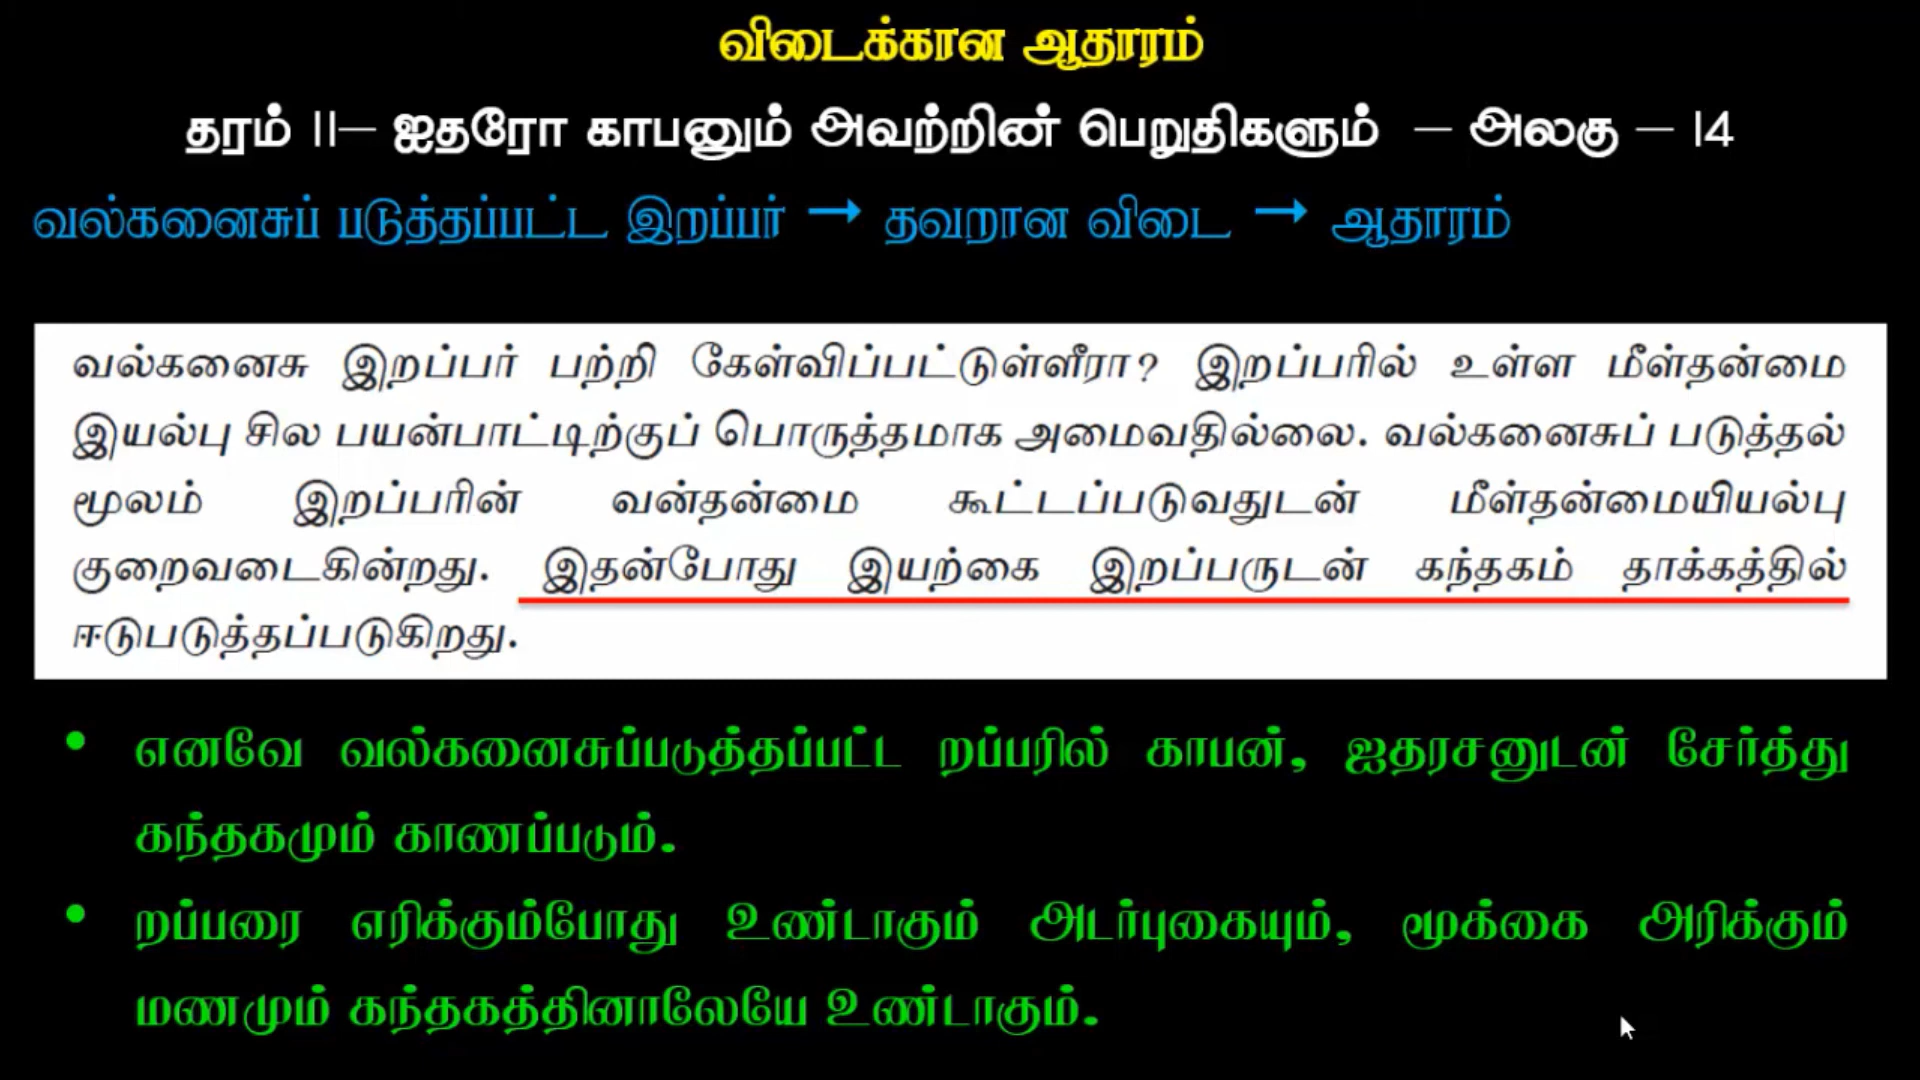 விடைக்கான ஆதாரம்
தரம் 11– ஐதரோ காபனும் அவற்றின் பெறுதிகளும் – அலகு – 14
வல்கனைசுப் படுத்தப்பட்ட இறப்பர் → தவறான விடை → ஆதாரம்
வல்கனைசு இறப்பர் பற்றி கேள்விப்பட்டுள்ளீரா? இறப்பரில் உள்ள மீள்தன்மை
இயல்பு சில பயன்பாட்டிற்குப் பொருத்தமாக அமைவதில்லை. வல்கனைசுப் படுத்தல்
மூலம் இறப்பரின் வன்தன்மை கூட்டப்படுவதுடன் மீள்தன்மையியல்பு
குறைவடைகின்றது. இதன்போது இயற்கை இறப்பருடன் கந்தகம் தாக்கத்தில்
ஈடுபடுத்தப்படுகிறது.
• எனவே வல்கனைசுப்படுத்தப்பட்ட றப்பரில் காபன், ஐதரசனுடன் சேர்த்து
கந்தகமும் காணப்படும்.
• றப்பரை எரிக்கும்போது உண்டாகும் அடர்புகையும், மூக்கை அரிக்கும்
மணமும் கந்தகத்தினாலேயே உண்டாகும்.